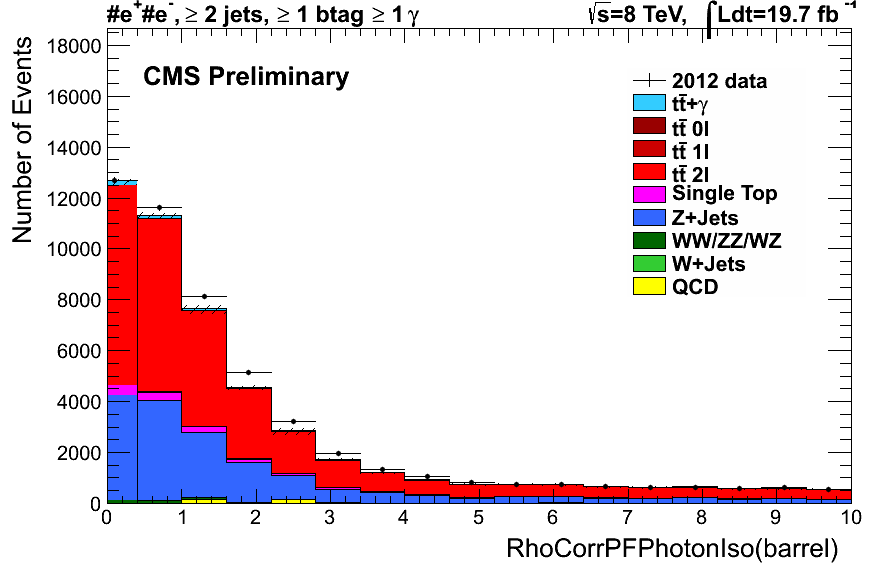 #e⁺#e⁻, ≥ 2 jets, ≥ 1 btag ≥ 1 γ
√s=8 TeV, ∫Ldt=19.7 fb⁻¹
CMS Preliminary
Number of Events
18000
16000
14000
12000
10000
8000
6000
4000
2000
0
2012 data
tt̄+γ
tt̄ 0l
tt̄ 1l
tt̄ 2l
Single Top
Z+Jets
WW/ZZ/WZ
W+Jets
QCD
0 1 2 3 4 5 6 7 8 9 10
RhoCorrPFPhotonIso(barrel)